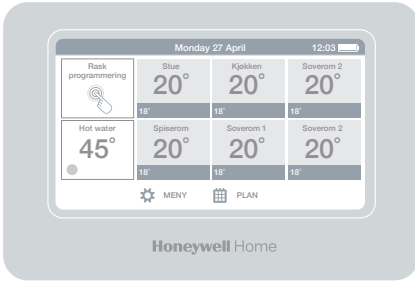 Monday 27 April 12:03
Rask
programmering
Stue
20°
18°
Kjøkken
20°
18°
Soverom 2
20°
18°
Hot water
45°
Spiserom
20°
18°
Soverom 1
20°
18°
Soverom 2
20°
18°
MENY PLAN
Honeywell Home